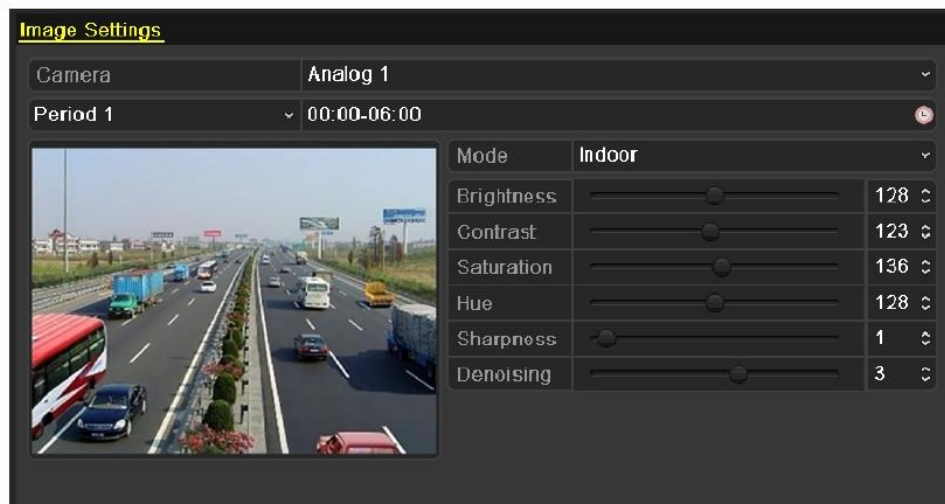 Image Settings
Camera Analog 1
Period 1 00:00-06:00
Mode Indoor
Brightness 128
Contrast 123
Saturation 136
Hue 128
Sharpness 1
Denoising 3